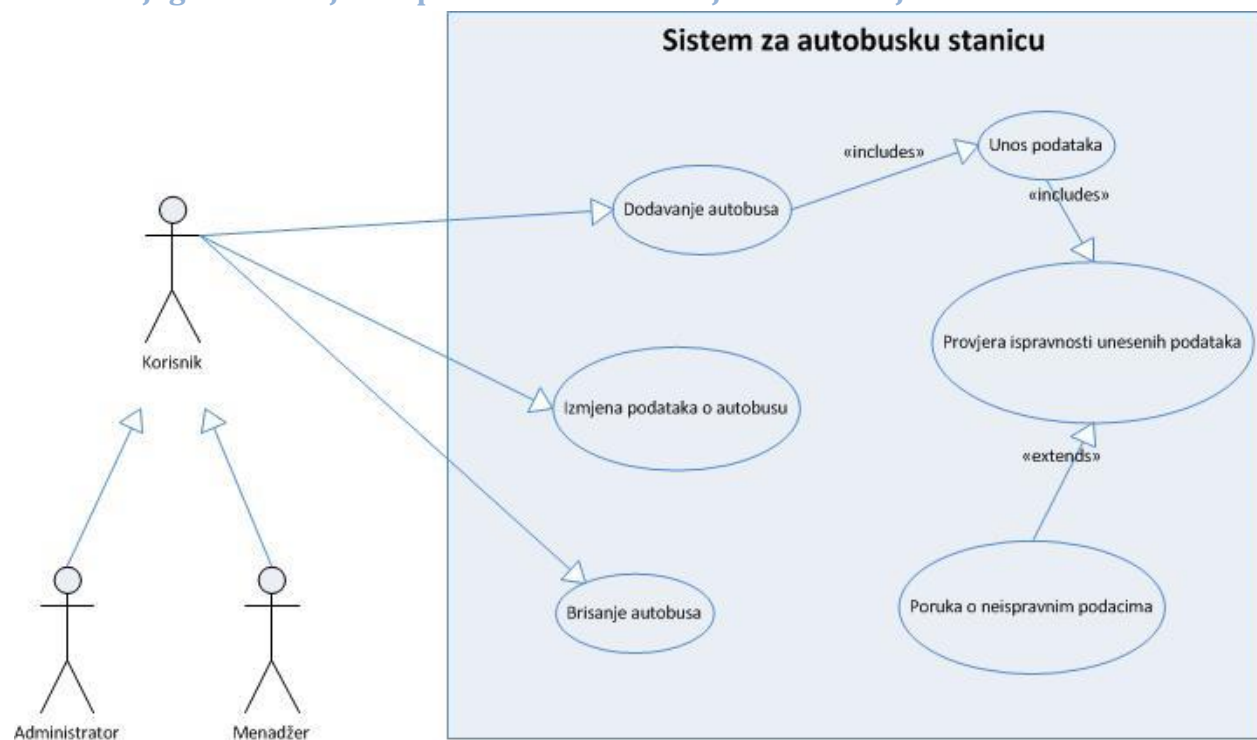 Sistem za autobusku stanicu
Unos podataka
«includes»
«includes»
Dodavanje autobusa
Provjera ispravnosti unesenih podataka
Korisnik
Izmjena podataka o autobusu
«extends»
Brisanje autobusa
Poruka o neispravnim podacima
Administrator
Menadžer